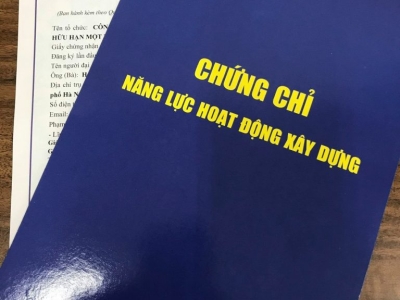 (Ban hành kèm theo Q
Tên tổ chức: CÔN
HỮU HẠN MỘT
Giấy chứng nhận
Đăng ký lần đầu
Tên người đại
Ông (Bà): H
Địa chỉ trụ
phố Hà N
Số điện t
Email:
Phạm
CHỨNG CHỈ
NĂNG LỰC HOẠT ĐỘNG XÂY DỰNG